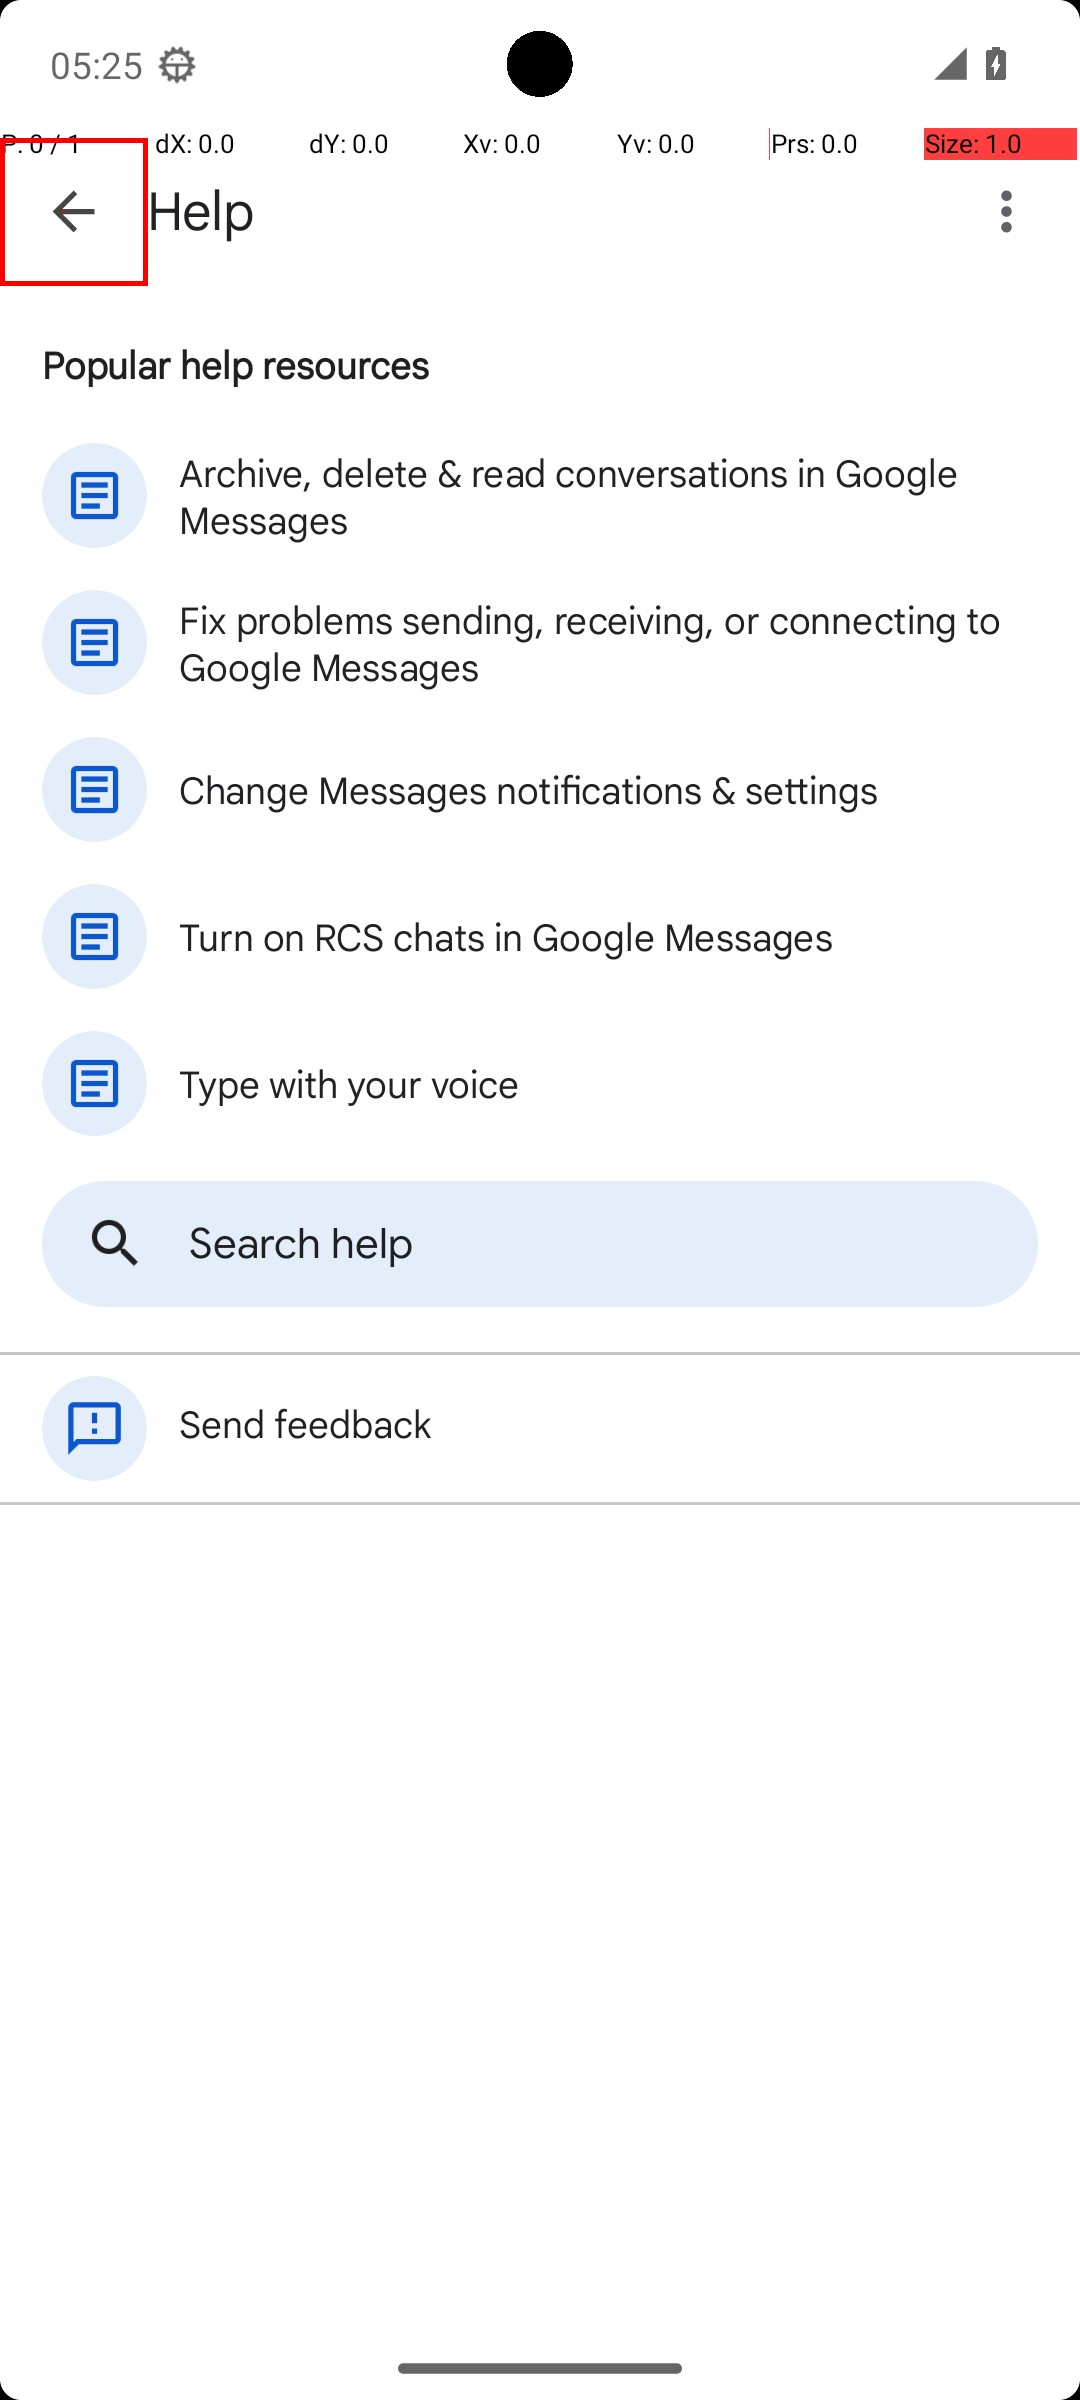 05:25
P: 0 / 1 dX: 0.0 dY: 0.0 Xv: 0.0 Yv: 0.0 Prs: 0.0 Size: 1.0
Help
Popular help resources
Archive, delete & read conversations in Google
Messages
Fix problems sending, receiving, or connecting to
Google Messages
Change Messages notifications & settings
Turn on RCS chats in Google Messages
Type with your voice
Search help
Send feedback